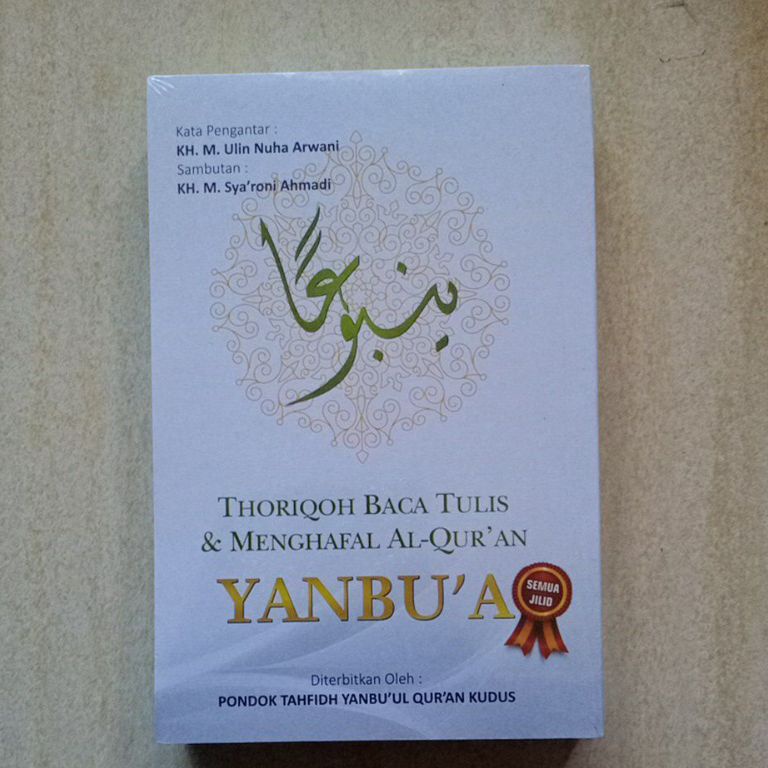 Kata Pengantar :
KH. M. Ulin Nuha Arwani
Sambutan :
KH. M. Sya'roni Ahmadi
ينبوعًا
THORIQOH BACA TULIS
& MENGHAFAL AL-QUR'AN
YANBU'A
SEMUA
JILID
Diterbitkan Oleh :
PONDOK TAHFIDH YANBU'UL QUR'AN KUDUS